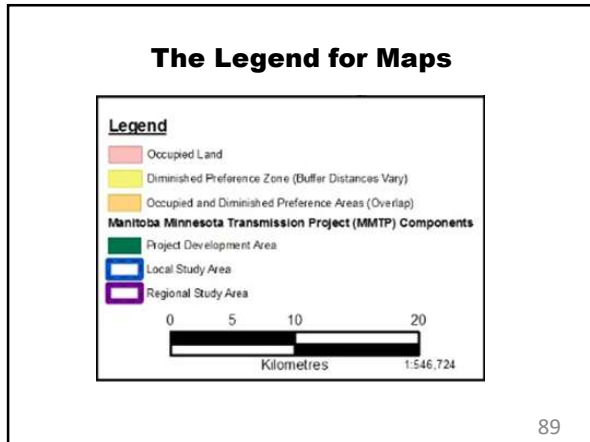 The Legend for Maps
Legend
Occupied Land
Diminished Preference Zone (Buffer Distances Vary)
Occupied and Diminished Preference Areas (Overlap)
Manitoba Minnesota Transmission Project (MMTP) Components
Project Development Area
Local Study Area
Regional Study Area
0 5 10 20
Kilometres 1:546,724
89